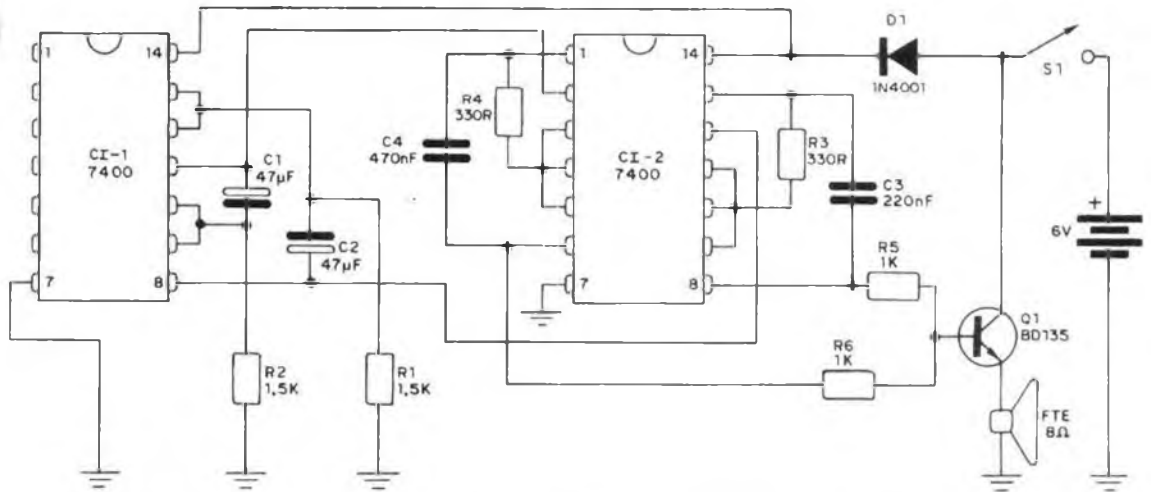 1
14
CI-1
7400
7
8
C1
47µF
C2
47µF
R2
1,5K
R1
1,5K
C4
470nF
R4
330R
1
14
CI-2
7400
7
8
D1
1N4001
S1
R3
330R
C3
220nF
R5
1K
R6
1K
Q1
BD135
FTE
8Ω
+
6V